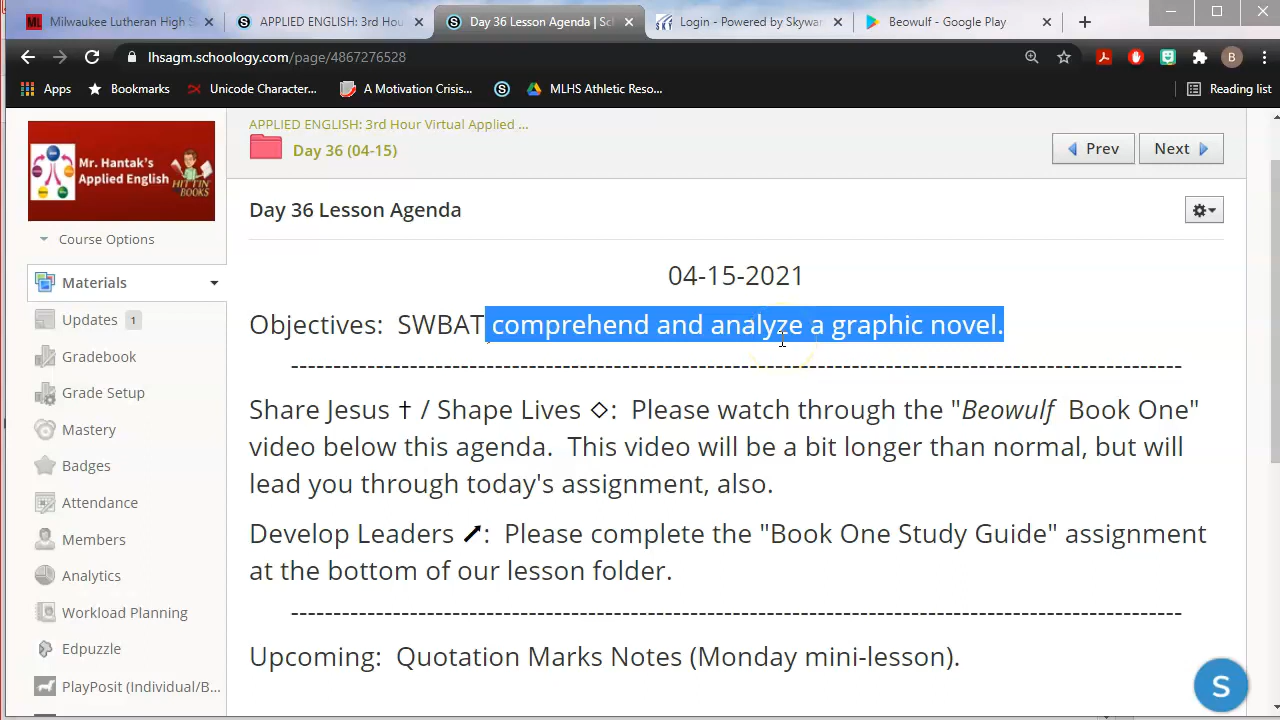 Milwaukee Lutheran High S
APPLIED ENGLISH: 3rd Hou
Day 36 Lesson Agenda | Sc
Login - Powered by Skywar
Beowulf - Google Play
lhsagm.schoology.com/page/4867276528
B
Apps
Bookmarks
Unicode Character...
A Motivation Crisis...
MLHS Athletic Reso...
Reading list
Mr. Hantak's
Applied English
HITTIN'
BOOKS
APPLIED ENGLISH: 3rd Hour Virtual Applied ...
Day 36 (04-15)
Prev
Next
Course Options
Materials
Updates 1
Gradebook
Grade Setup
Mastery
Badges
Attendance
Members
Analytics
Workload Planning
Edpuzzle
PlayPosit (Individual/B...
Day 36 Lesson Agenda
04-15-2021
Objectives: SWBAT comprehend and analyze a graphic novel.
Share Jesus † / Shape Lives ◇: Please watch through the "Beowulf Book One"
video below this agenda. This video will be a bit longer than normal, but will
lead you through today's assignment, also.
Develop Leaders ➚: Please complete the "Book One Study Guide" assignment
at the bottom of our lesson folder.
Upcoming: Quotation Marks Notes (Monday mini-lesson).
S